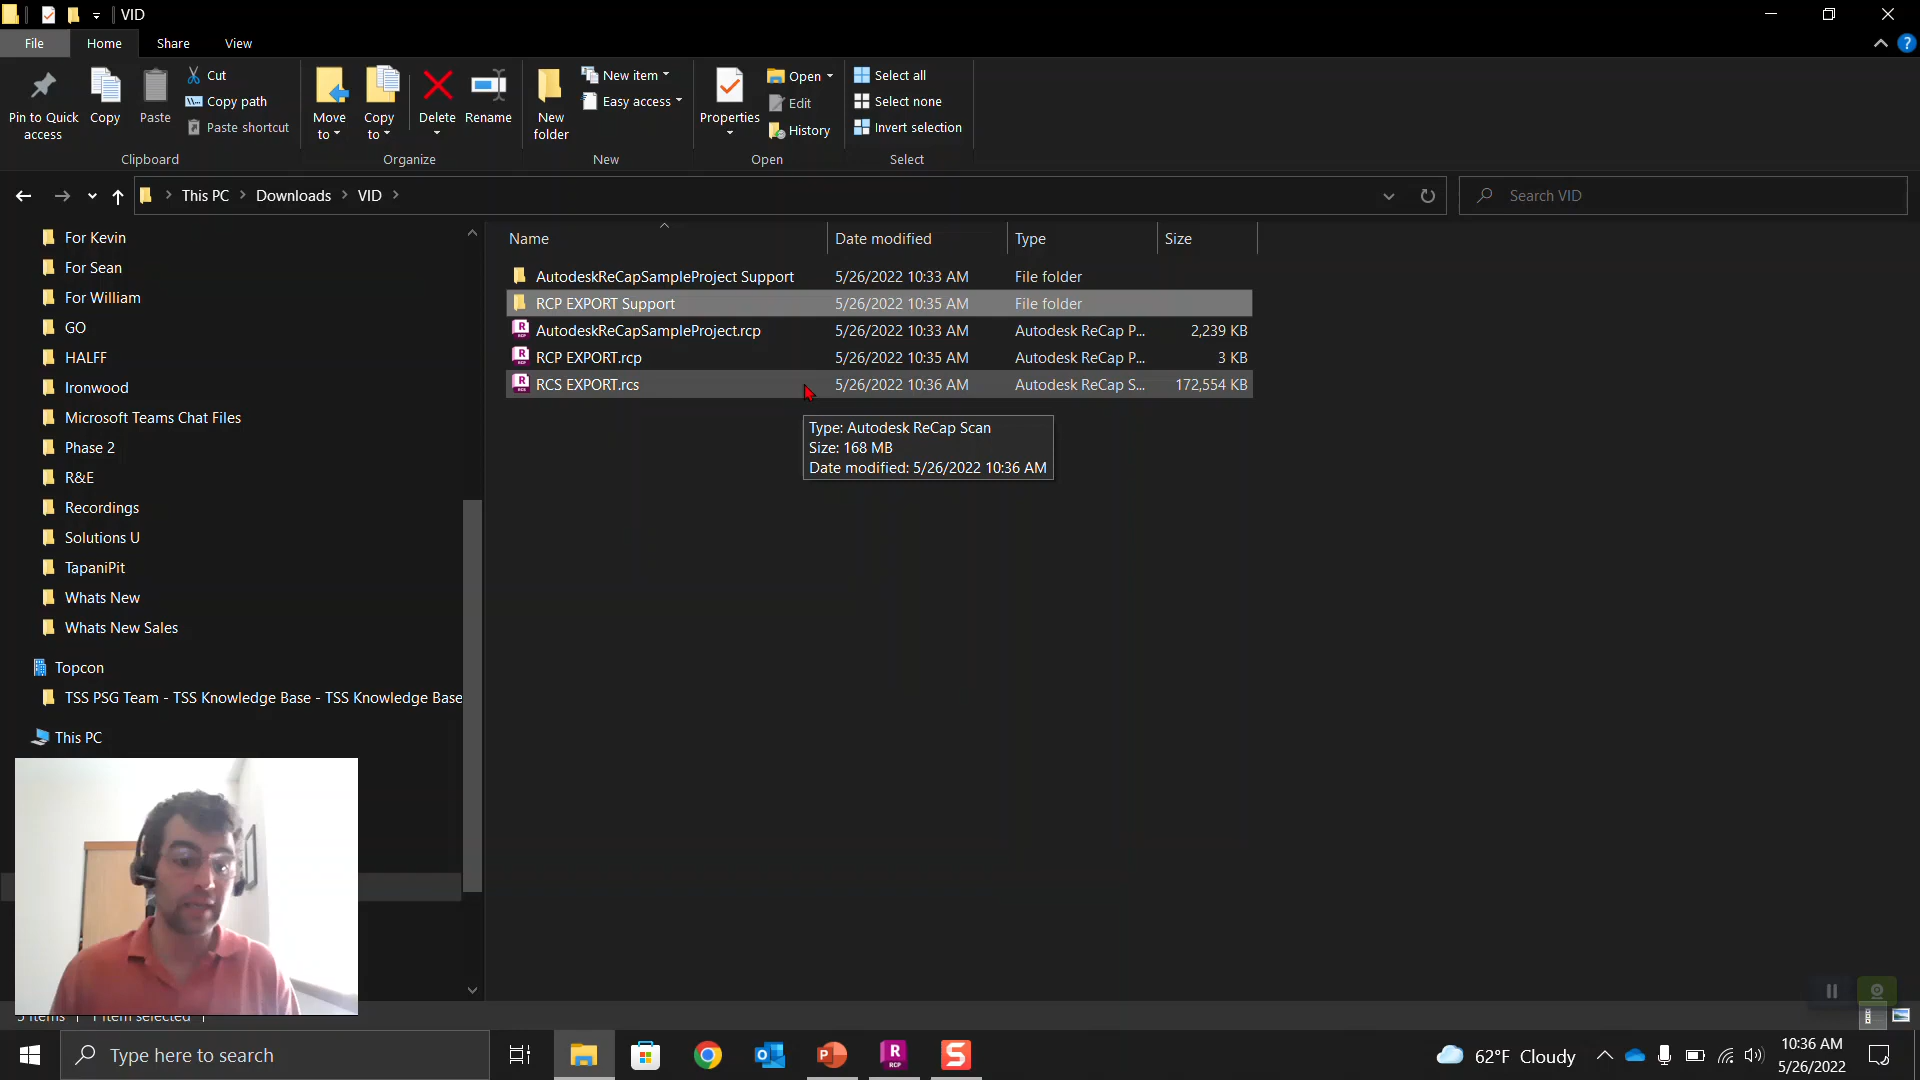 VID
File Home Share View
Pin to Quick access
Copy
Paste
Cut
Copy path
Paste shortcut
Clipboard
Move to
Copy to
Delete
Rename
Organize
New folder
New item
Easy access
New
Properties
Open
Edit
History
Open
Select all
Select none
Invert selection
Select
This PC > Downloads > VID >
Search VID
For Kevin
For Sean
For William
GO
HALFF
Ironwood
Microsoft Teams Chat Files
Phase 2
R&E
Recordings
Solutions U
TapaniPit
Whats New
Whats New Sales
Topcon
TSS PSG Team - TSS Knowledge Base - TSS Knowledge Base
This PC
Name Date modified Type Size
AutodeskReCapSampleProject Support 5/26/2022 10:33 AM File folder
RCP EXPORT Support 5/26/2022 10:35 AM File folder
AutodeskReCapSampleProject.rcp 5/26/2022 10:33 AM Autodesk ReCap P... 2,239 KB
RCP EXPORT.rcp 5/26/2022 10:35 AM Autodesk ReCap P... 3 KB
RCS EXPORT.rcs 5/26/2022 10:36 AM Autodesk ReCap S... 172,554 KB
Type: Autodesk ReCap Scan
Size: 168 MB
Date modified: 5/26/2022 10:36 AM
5 items 1 item selected
Type here to search
62°F Cloudy
10:36 AM
5/26/2022